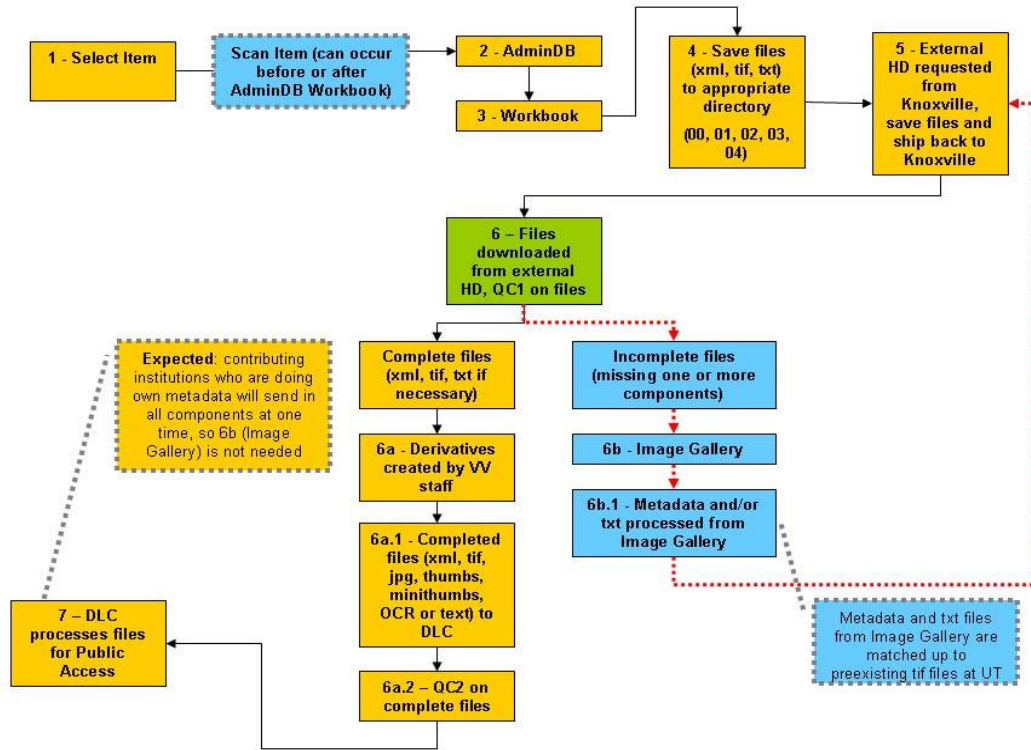 1 - Select Item
Scan Item (can occur
before or after
AdminDB Workbook)
2 - AdminDB
3 - Workbook
4 - Save files
(xml, tif, txt)
to appropriate
directory
(00, 01, 02, 03,
04)
5 - External
HD requested
from
Knoxville,
save files and
ship back to
Knoxville
6 – Files
downloaded
from external
HD, QC1 on files
Expected: contributing
institutions who are doing
own metadata will send in
all components at one
time, so 6b (Image
Gallery) is not needed
Complete files
(xml, tif, txt if
necessary)
Incomplete files
(missing one or more
components)
6a - Derivatives
created by VV
staff
6b - Image Gallery
6b.1 - Metadata and/or
txt processed from
Image Gallery
6a.1 - Completed
files (xml, tif,
jpg, thumbs,
minithumbs,
OCR or text) to
DLC
7 – DLC
processes files
for Public
Access
Metadata and txt files
from Image Gallery are
matched up to
preexisting tif files at UT
6a.2 – QC2 on
complete files